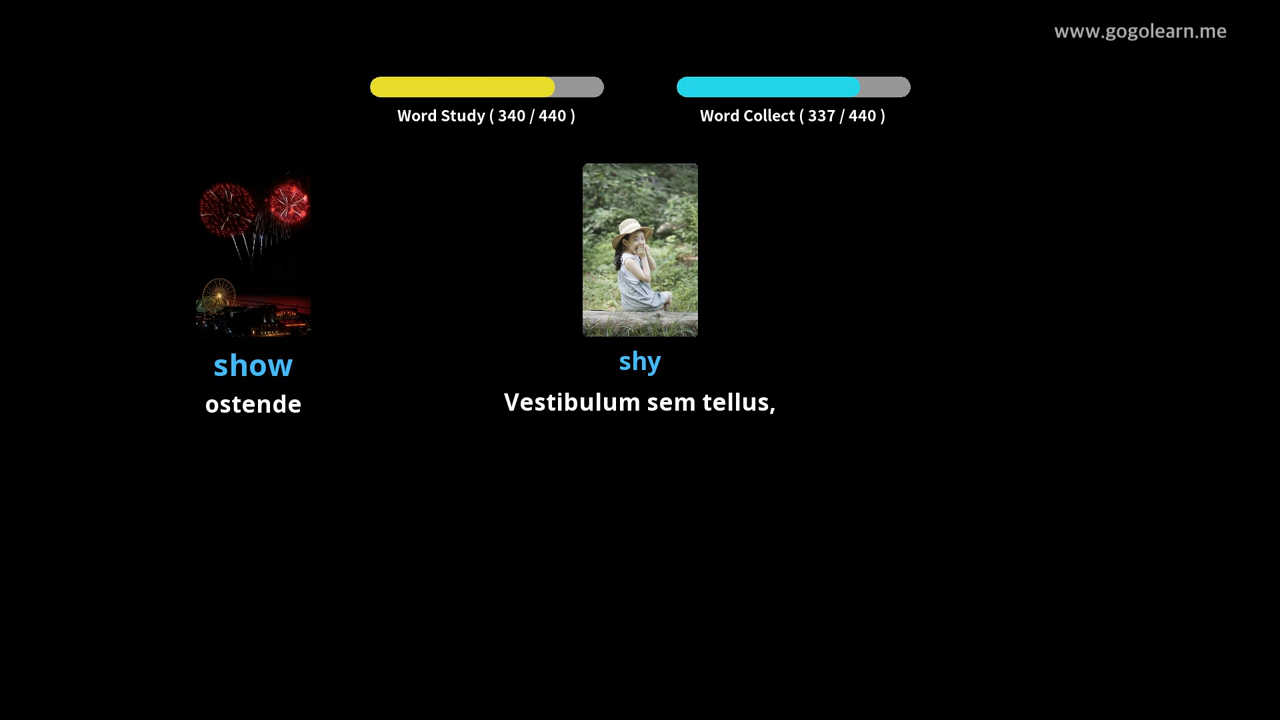 www.gogolearn.me
Word Study ( 340 / 440 )
Word Collect ( 337 / 440 )
show
ostende
shy
Vestibulum sem tellus,